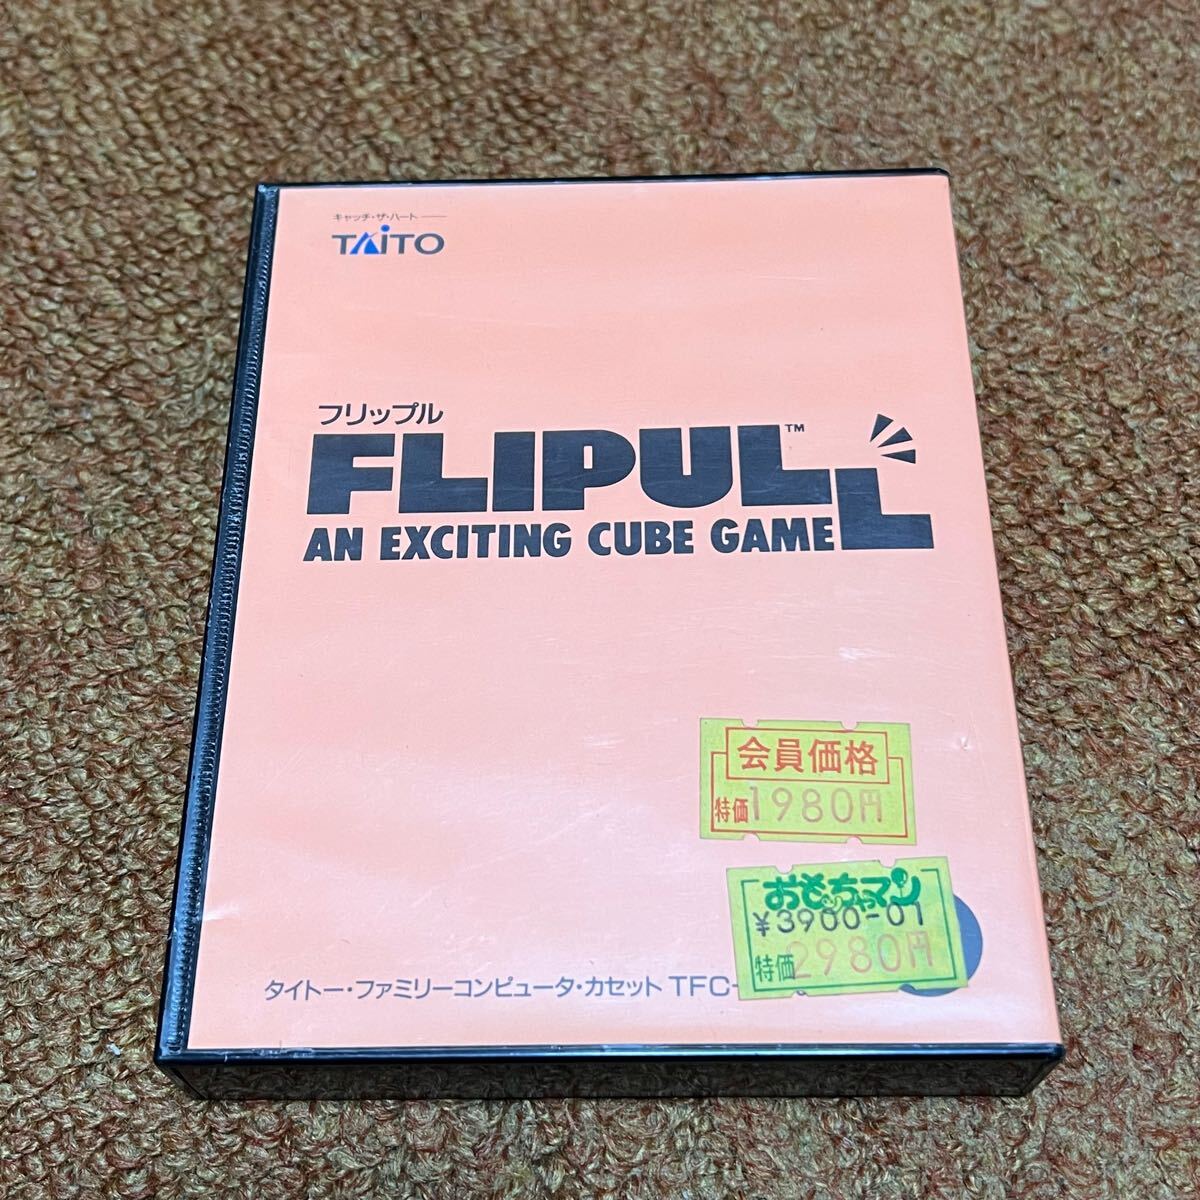 キャッチ・ザ・ハート
TAiTO
フリップル
FLIPULL™
AN EXCITING CUBE GAME
会員価格
特価 1980円
おもちゃマン
¥3900-01
特価 2980円
タイトー・ファミリーコンピュータ・カセット TFC-